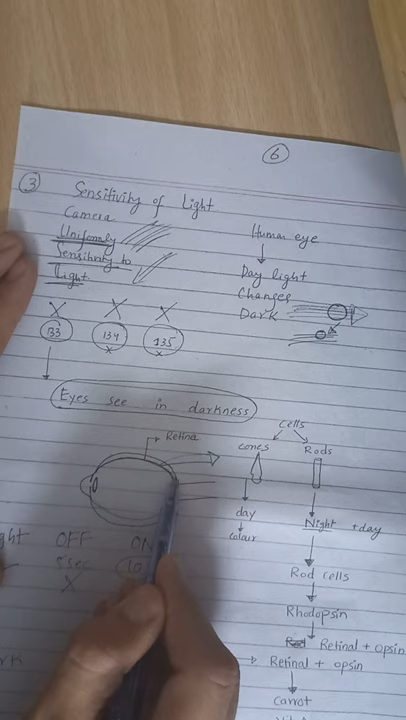 6
3 Sensitivity of Light
Camera
Uniformly
Sensitivity to
Light
Human eye
Day light
Changes
Dark
X X X
133 134 135
x x
Eyes see in darkness
Retina
Cells
cones Rods
day
colour
Night + day
Rod cells
Rhodopsin
Retinal + opsin
Retinal + opsin
Carrot
ght OFF ON
5sec 10
X